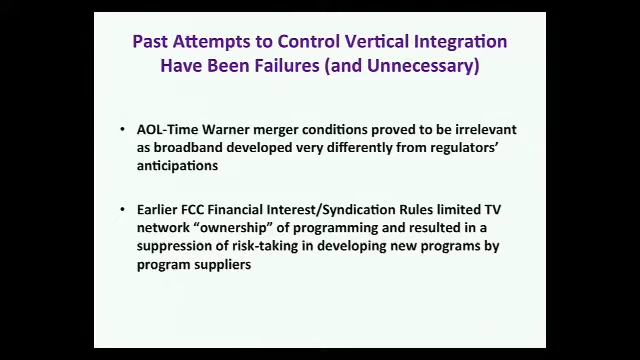 Past Attempts to Control Vertical Integration
Have Been Failures (and Unnecessary)
• AOL-Time Warner merger conditions proved to be irrelevant
as broadband developed very differently from regulators’
anticipations
• Earlier FCC Financial Interest/Syndication Rules limited TV
network “ownership” of programming and resulted in a
suppression of risk-taking in developing new programs by
program suppliers